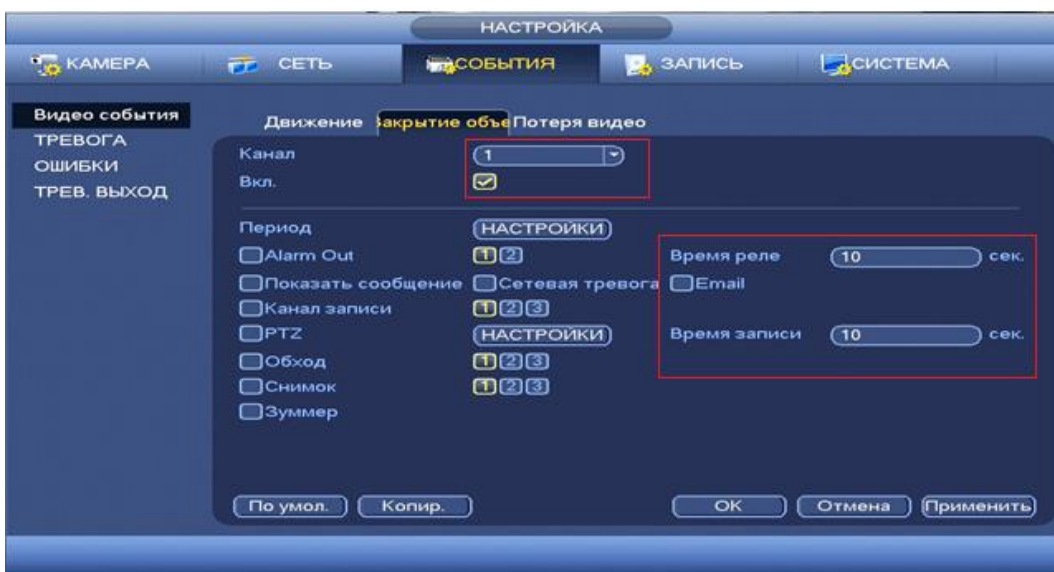 НАСТРОЙКА
КАМЕРА СЕТЬ СОБЫТИЯ ЗАПИСЬ СИСТЕМА
Видео события
ТРЕВОГА
ОШИБКИ
ТРЕВ. ВЫХОД
Движение Закрытие объе Потеря видео
Канал 1
Вкл.
Период НАСТРОЙКИ
Alarm Out 1 2 Время реле 10 сек.
Показать сообщение Сетевая тревога Email
Канал записи 1 2 3
PTZ НАСТРОЙКИ Время записи 10 сек.
Обход 1 2 3
Снимок 1 2 3
Зуммер
По умол. Копир. OK Отмена Применить